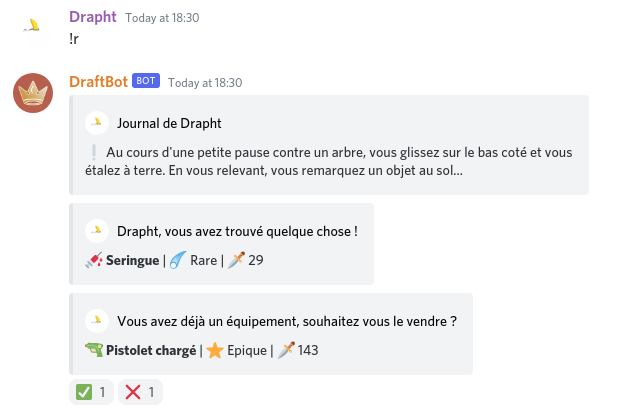 Drapht Today at 18:30
!r
DraftBot BOT Today at 18:30
Journal de Drapht
❕ Au cours d'une petite pause contre un arbre, vous glissez sur le bas coté et vous
étalez à terre. En vous relevant, vous remarquez un objet au sol...
Drapht, vous avez trouvé quelque chose !
Seringue | Rare | 29
Vous avez déjà un équipement, souhaitez vous le vendre ?
Pistolet chargé | Epique | 143
1 1